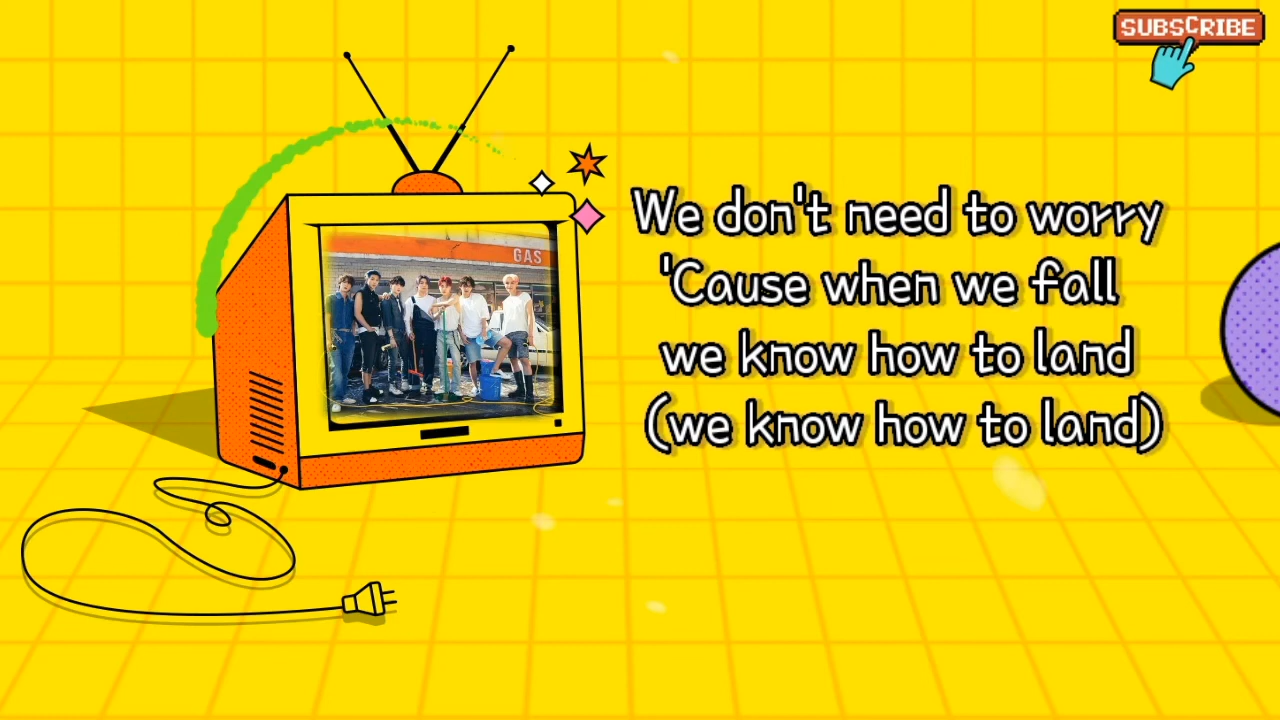 SUBSCRIBE
GAS
We don't need to worry
'Cause when we fall
we know how to land
(we know how to land)